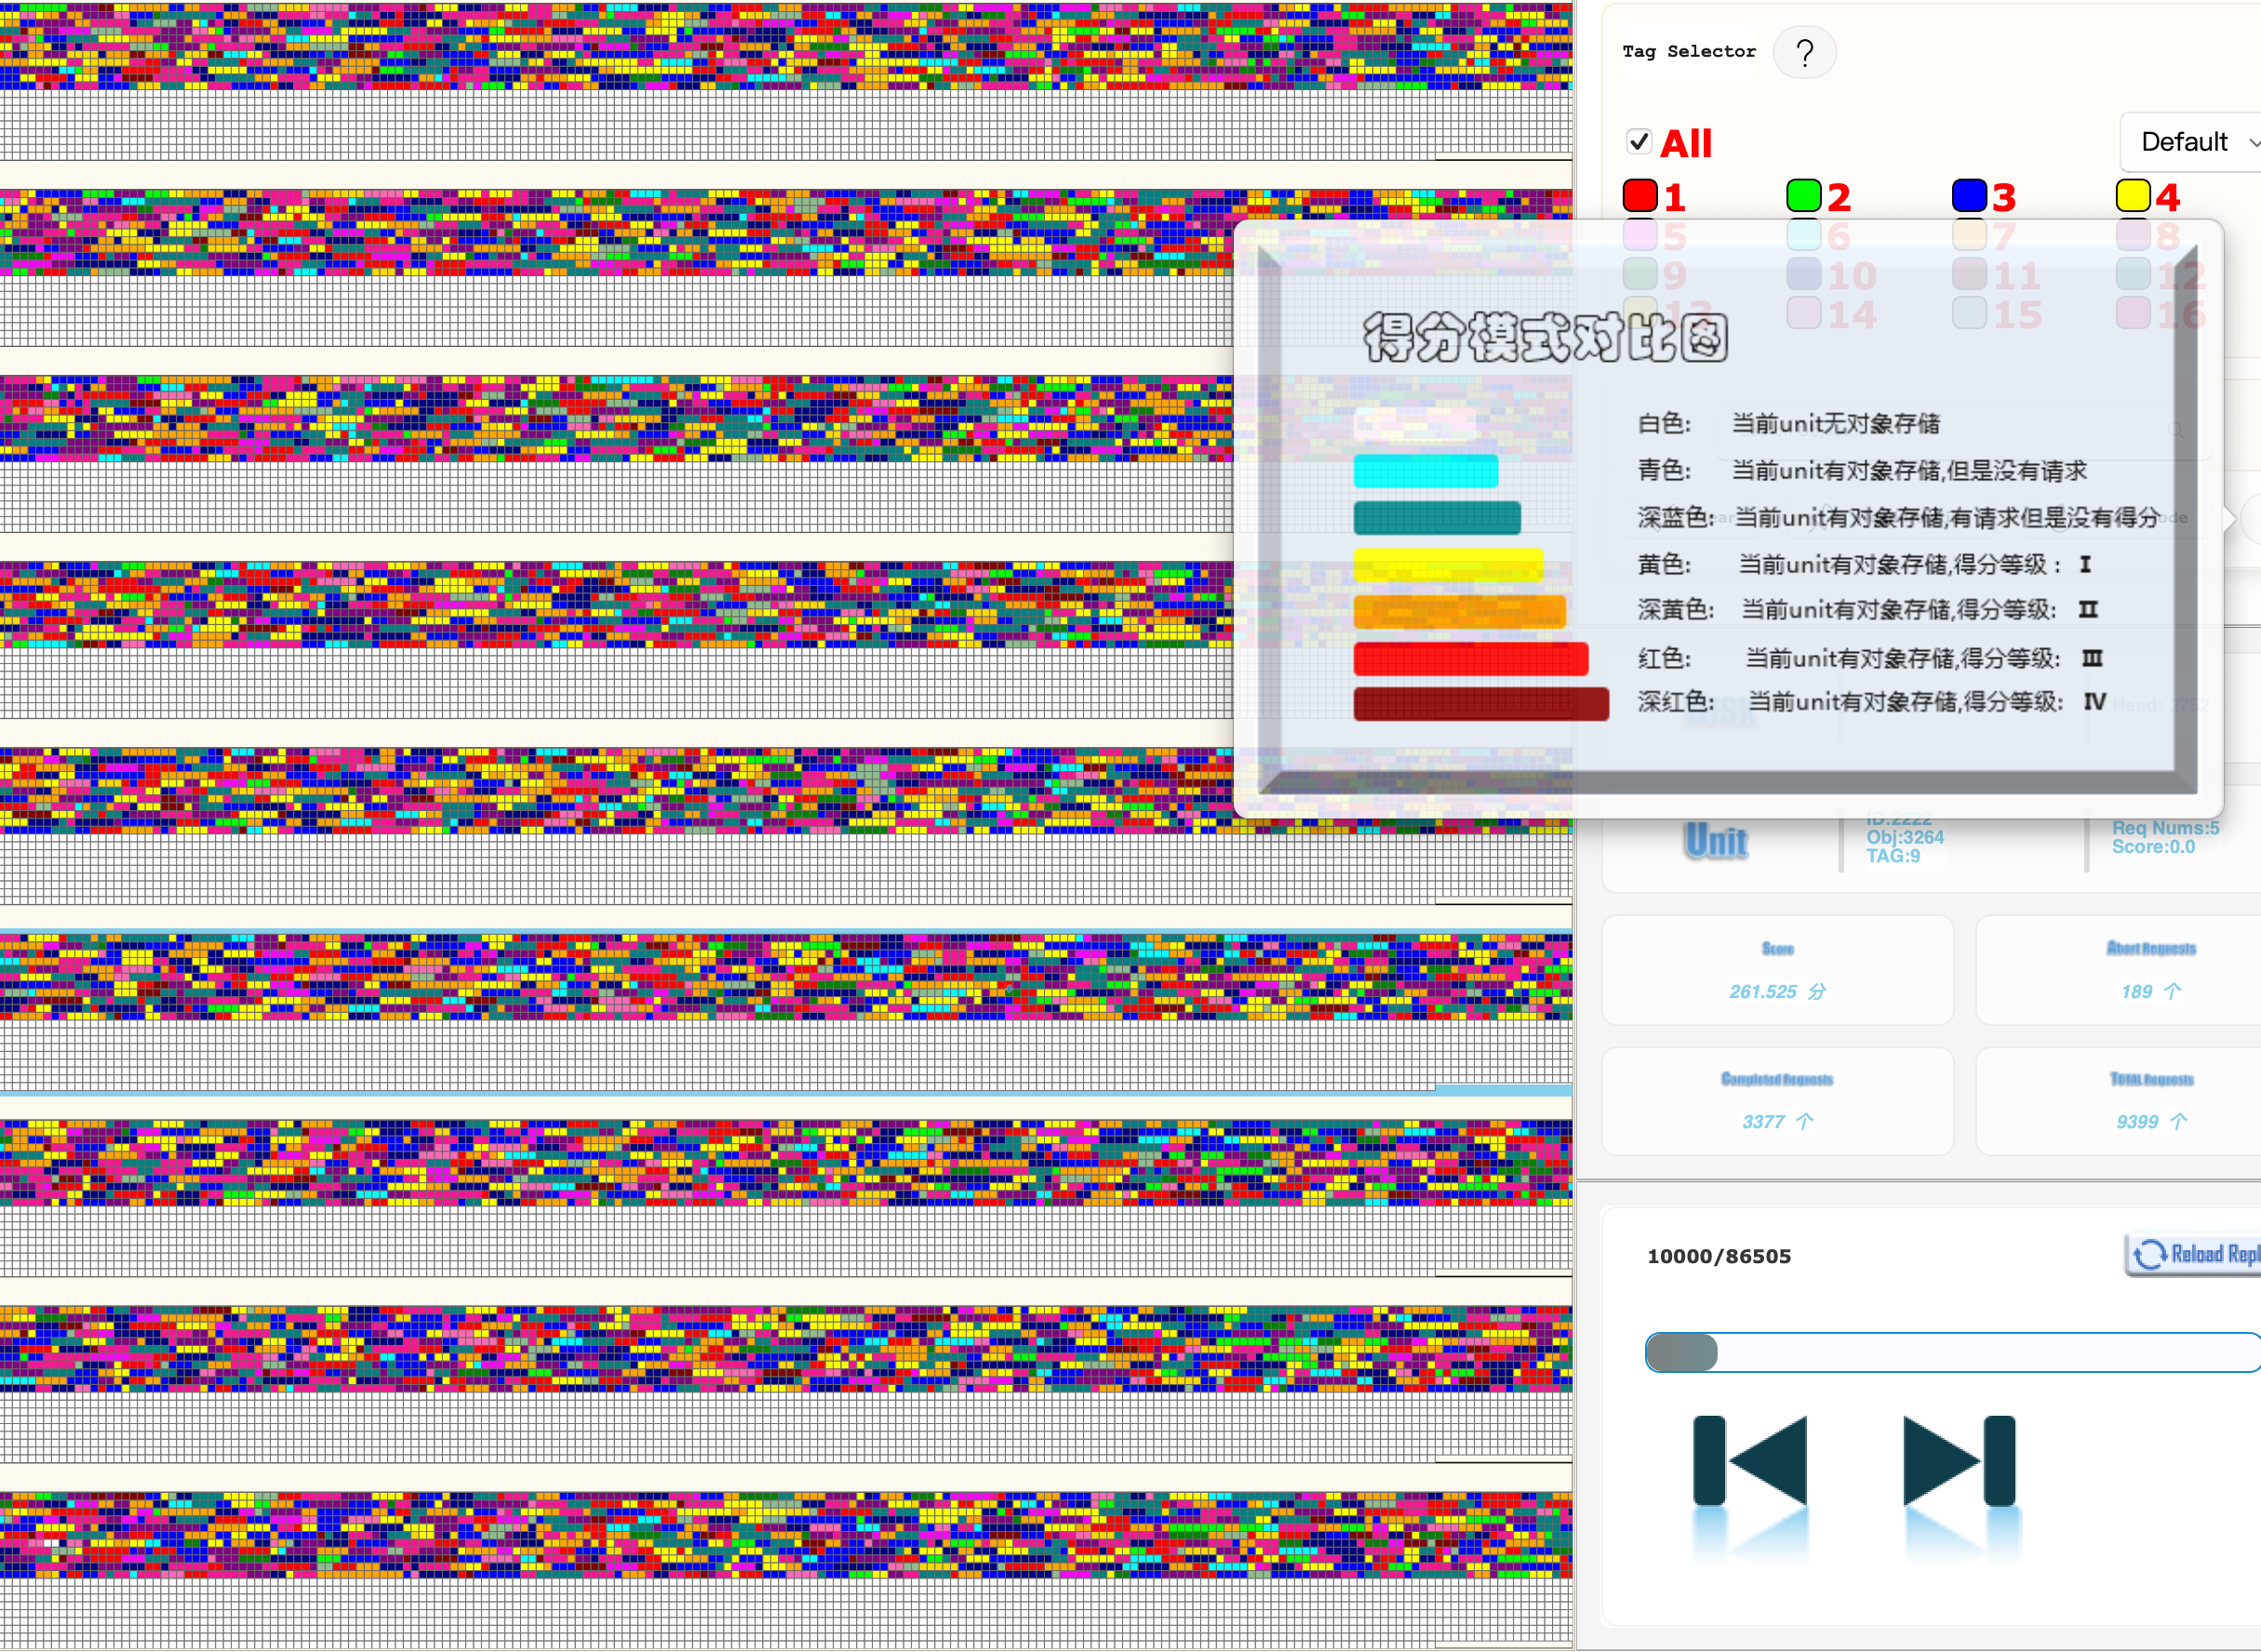 Tag Selector ?
All
Default
1 2 3 4
5 6 7 8
9 10 11 12
13 14 15 16
得分模式对比图
白色: 当前unit无对象存储
青色: 当前unit有对象存储,但是没有请求
深蓝色: 当前unit有对象存储,有请求但是没有得分
黄色: 当前unit有对象存储,得分等级： I
深黄色: 当前unit有对象存储,得分等级: II
红色: 当前unit有对象存储,得分等级: III
深红色: 当前unit有对象存储,得分等级: IV
DISK
Head: 2752
Unit
ID:2222
Obj:3264
TAG:9
Req Nums:5
Score:0.0
Score
261.525 分
Abort Requests
189 个
Completed Requests
3377 个
TOTAL Requests
9399 个
10000/86505
Reload Repl